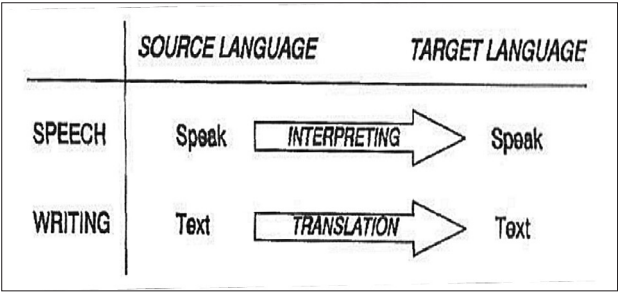 SOURCE LANGUAGE TARGET LANGUAGE
SPEECH Speak INTERPRETING Speak
WRITING Text TRANSLATION Text